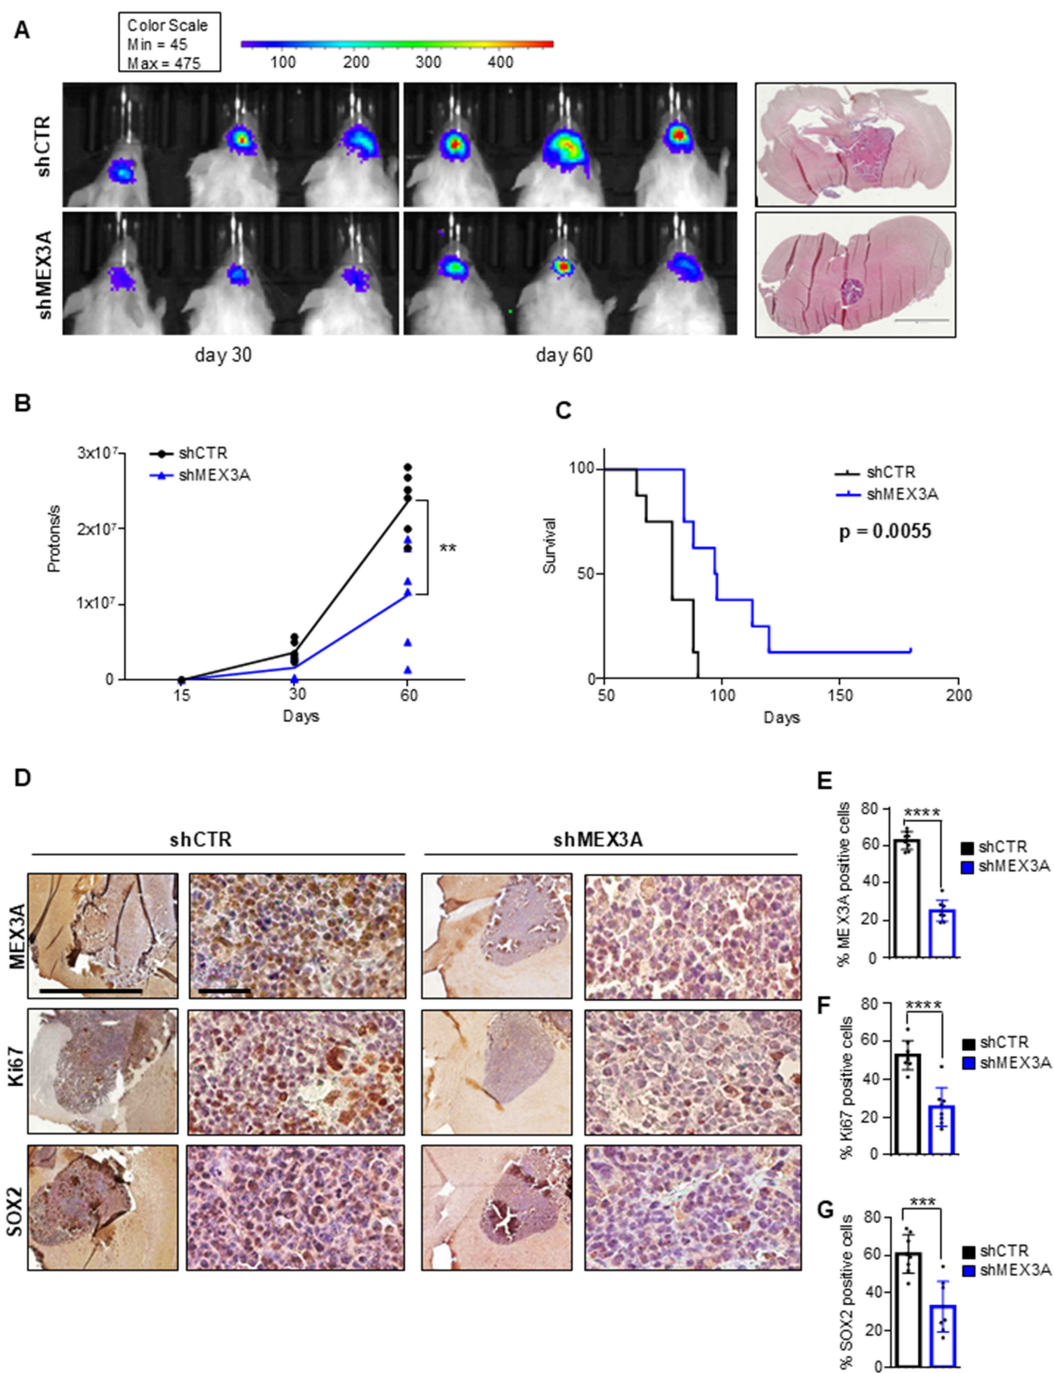 A
Color Scale
Min = 45
Max = 475
100
200
300
400
shCTR
shMEX3A
day 30
day 60
B
Protons/s
3x10⁷
2x10⁷
1x10⁷
0
shCTR
shMEX3A
**
15
30
60
Days
C
Survival
100
50
0
shCTR
shMEX3A
p = 0.0055
50
100
150
200
Days
D
shCTR
shMEX3A
MEX3A
Ki67
SOX2
E
% MEX3A positive cells
80
60
40
20
0
****
shCTR
shMEX3A
F
% Ki67 positive cells
80
60
40
20
0
****
shCTR
shMEX3A
G
% SOX2 positive cells
80
60
40
20
0
***
shCTR
shMEX3A